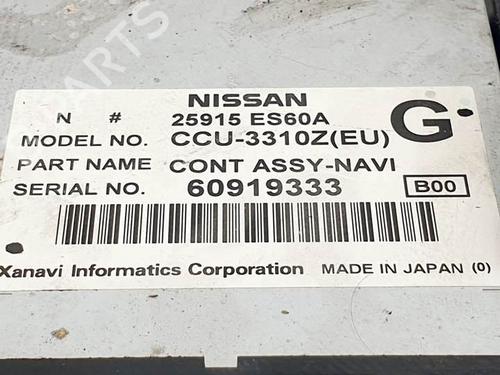 NISSAN
N # 25915 ES60A
G
MODEL NO. CCU-3310Z(EU)
PART NAME CONT ASSY-NAVI
SERIAL NO. 60919333 B00
Xanavi Informatics Corporation MADE IN JAPAN (0)
PARTS